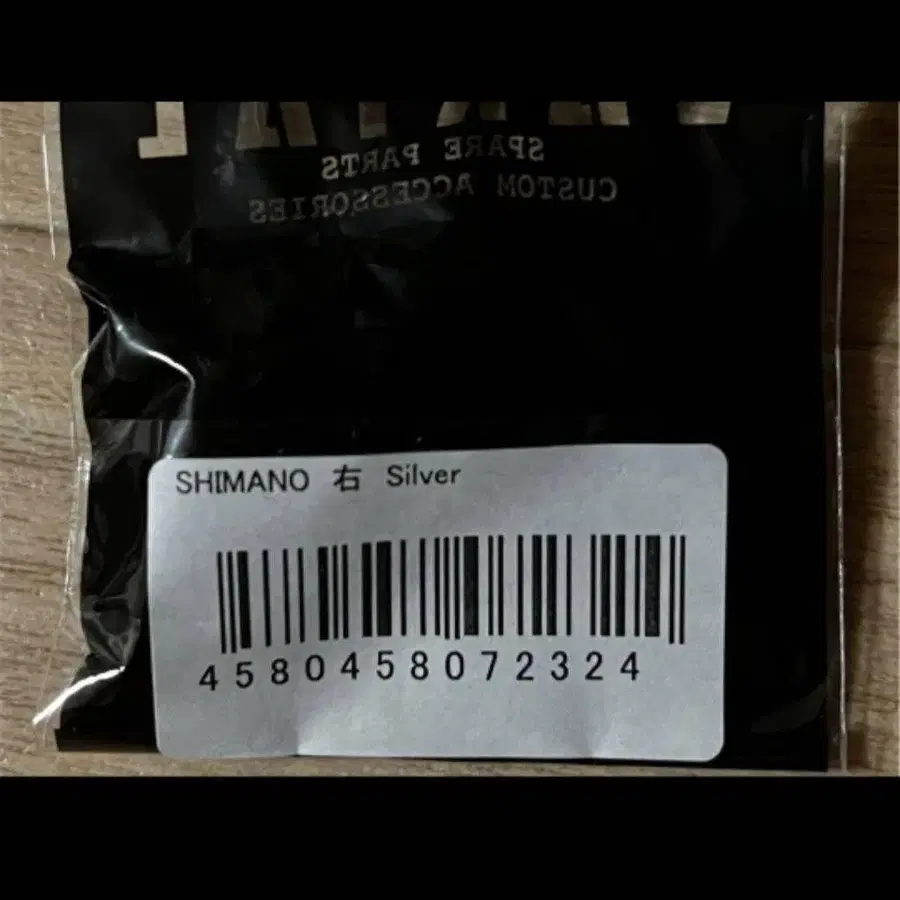 SPARE PARTS
CUSTOM ACCESSORIES
SHIMANO 右 Silver
4580458072324